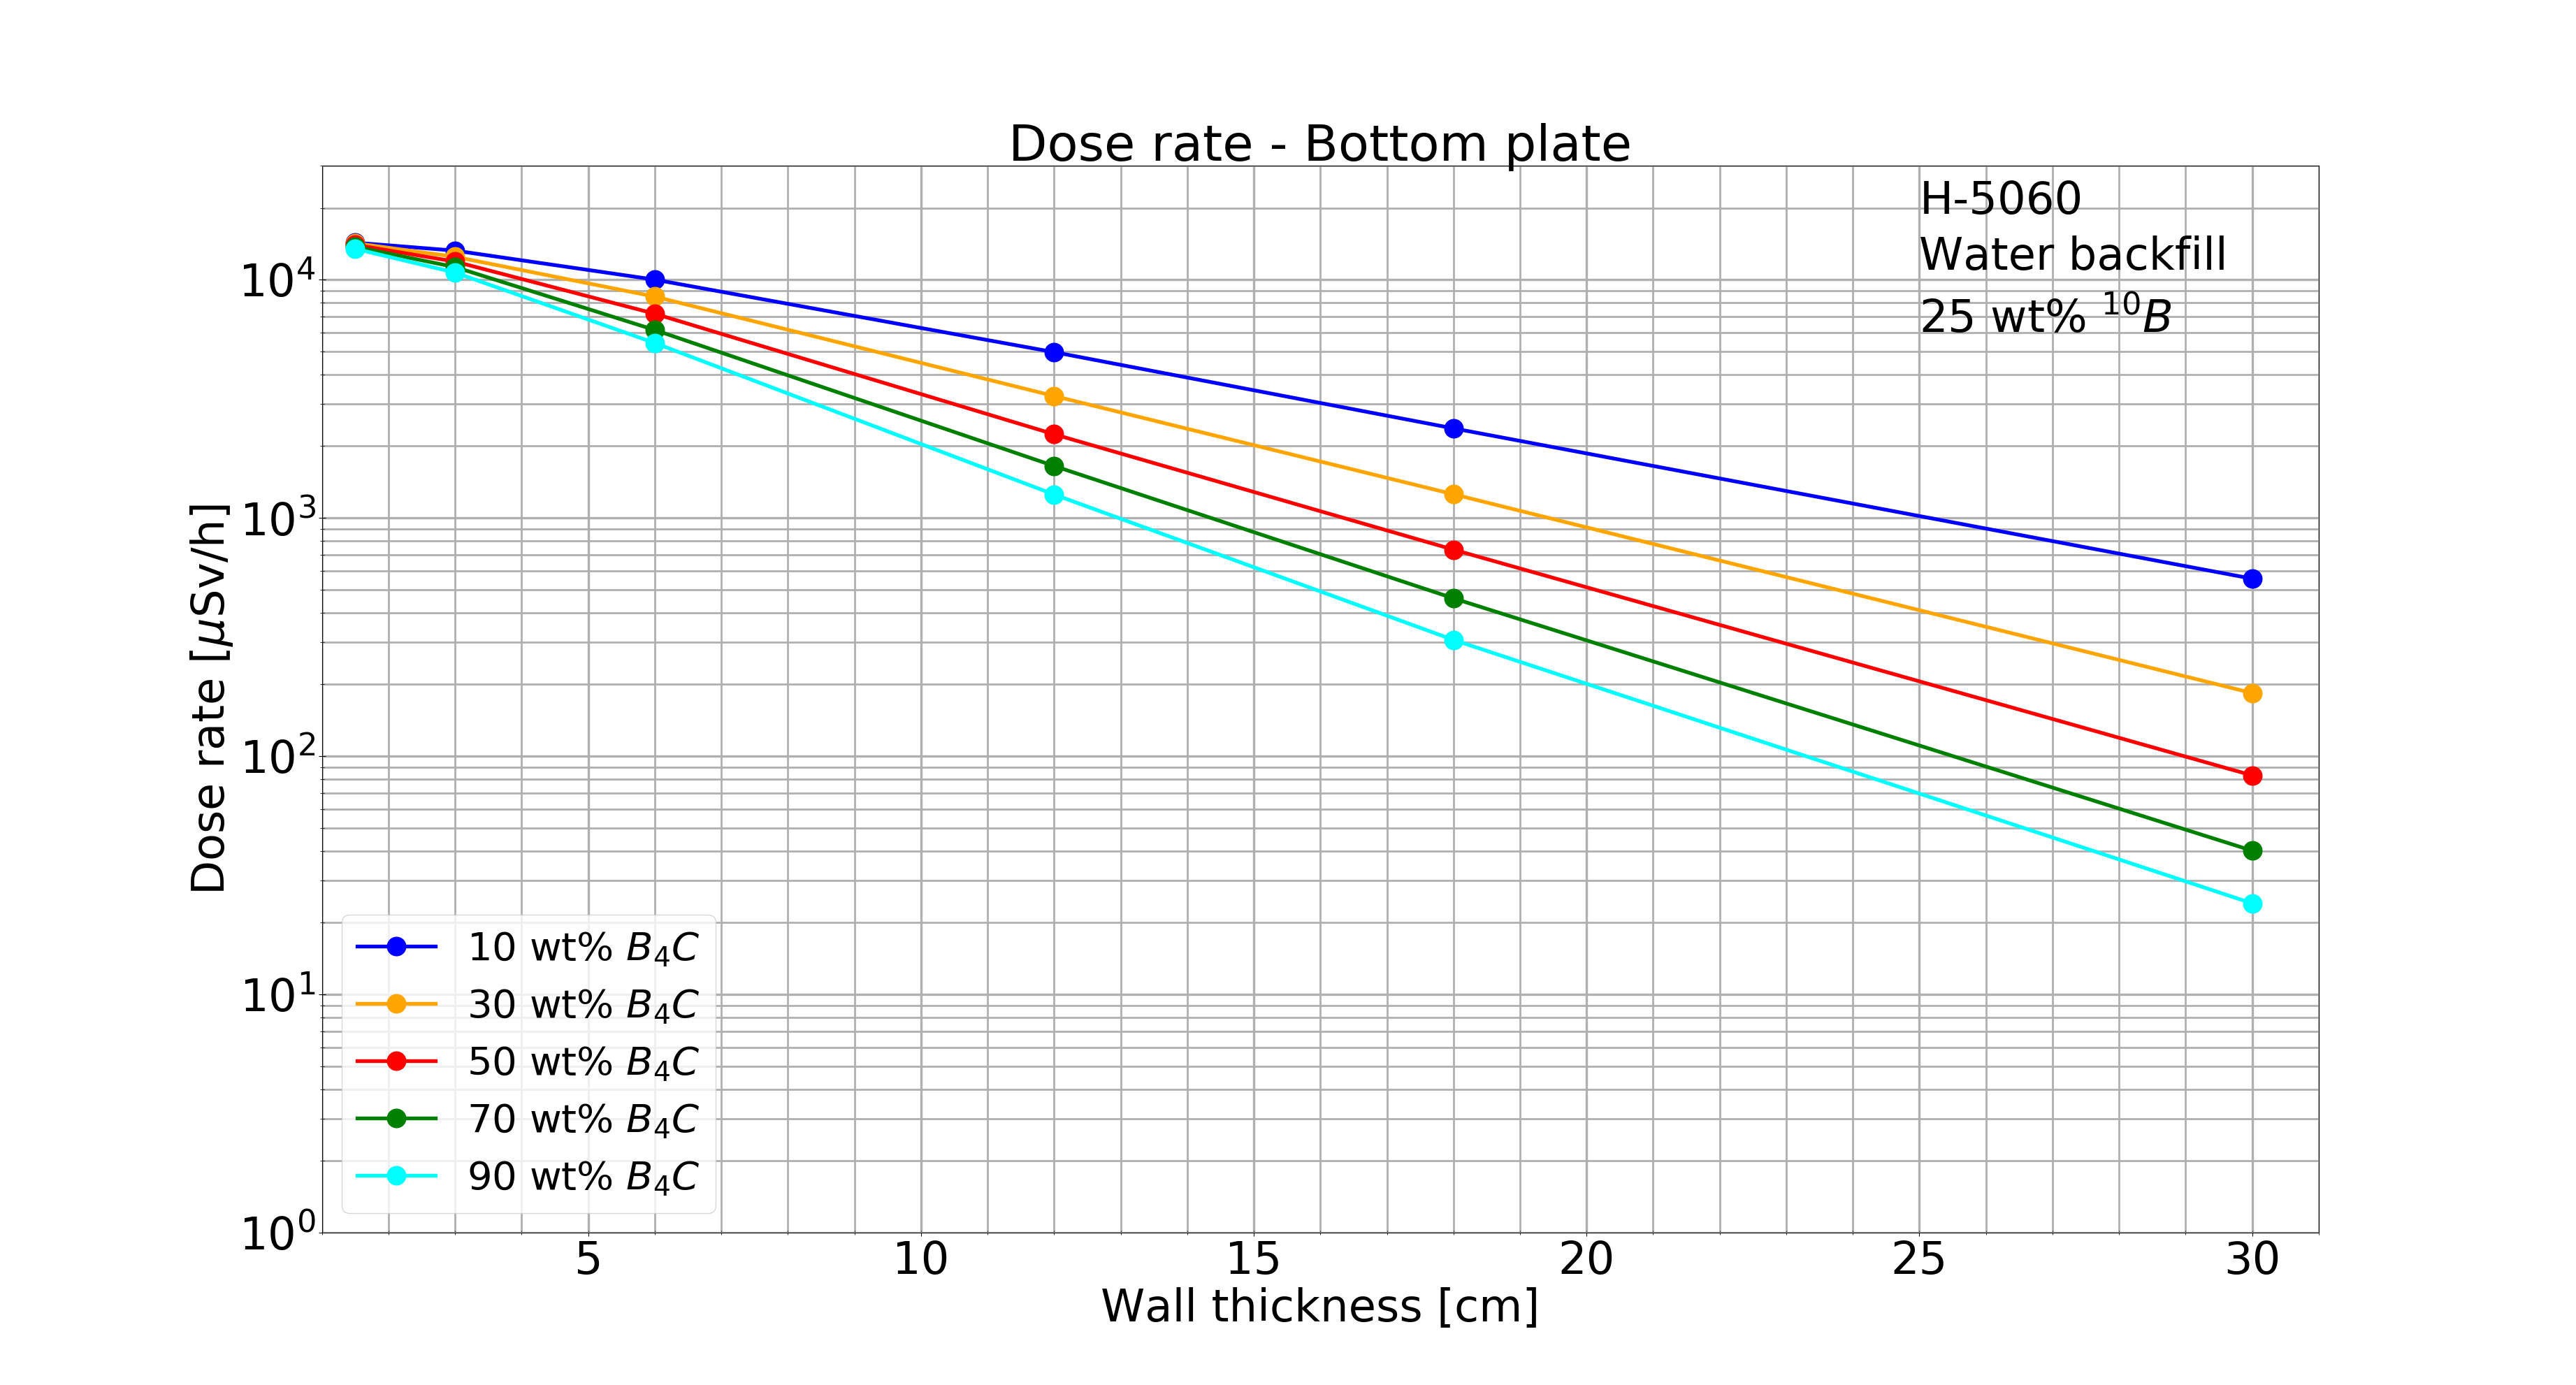 Dose rate - Bottom plate
H-5060
Water backfill
25 wt% ¹⁰B
Dose rate [μSv/h]
10⁴
10³
10²
10¹
10⁰
10 wt% B₄C
30 wt% B₄C
50 wt% B₄C
70 wt% B₄C
90 wt% B₄C
5 10 15 20 25 30
Wall thickness [cm]